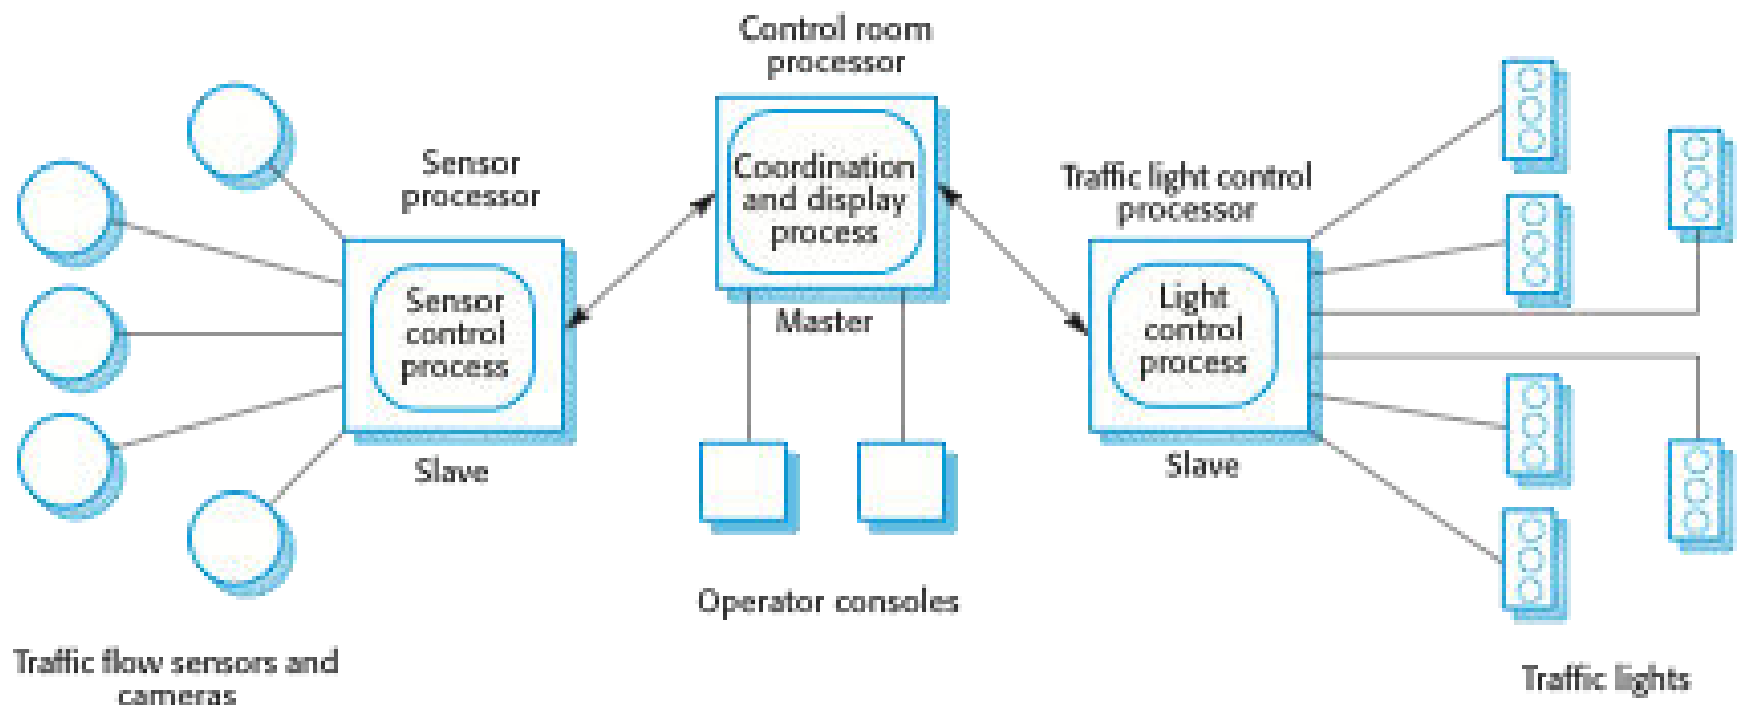 Control room
processor
Sensor
processor
Coordination
and display
process
Traffic light control
processor
Sensor
control
process
Master
Light
control
process
Slave
Slave
Operator consoles
Traffic flow sensors and
cameras
Traffic lights